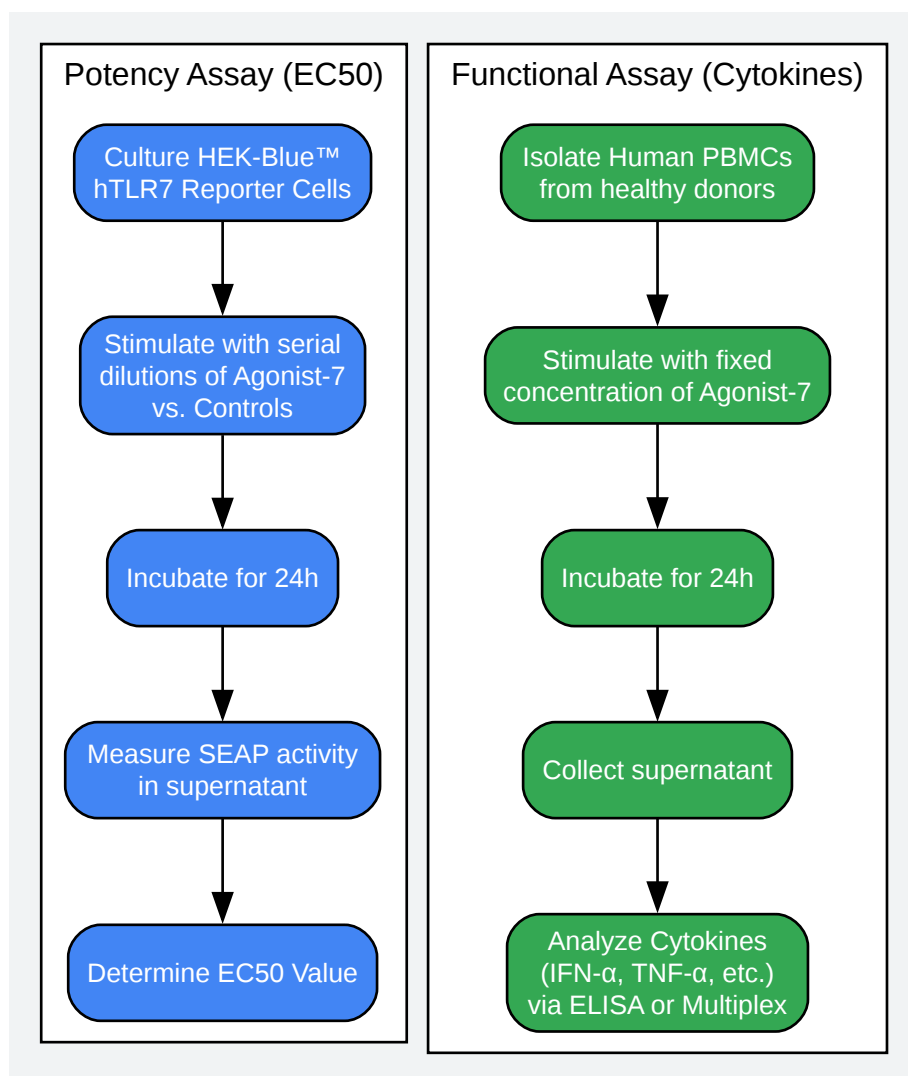 Potency Assay (EC50)
Culture HEK-Blue™
hTLR7 Reporter Cells
Stimulate with serial
dilutions of Agonist-7
vs. Controls
Incubate for 24h
Measure SEAP activity
in supernatant
Determine EC50 Value
Functional Assay (Cytokines)
Isolate Human PBMCs
from healthy donors
Stimulate with fixed
concentration of Agonist-7
Incubate for 24h
Collect supernatant
Analyze Cytokines
(IFN-α, TNF-α, etc.)
via ELISA or Multiplex